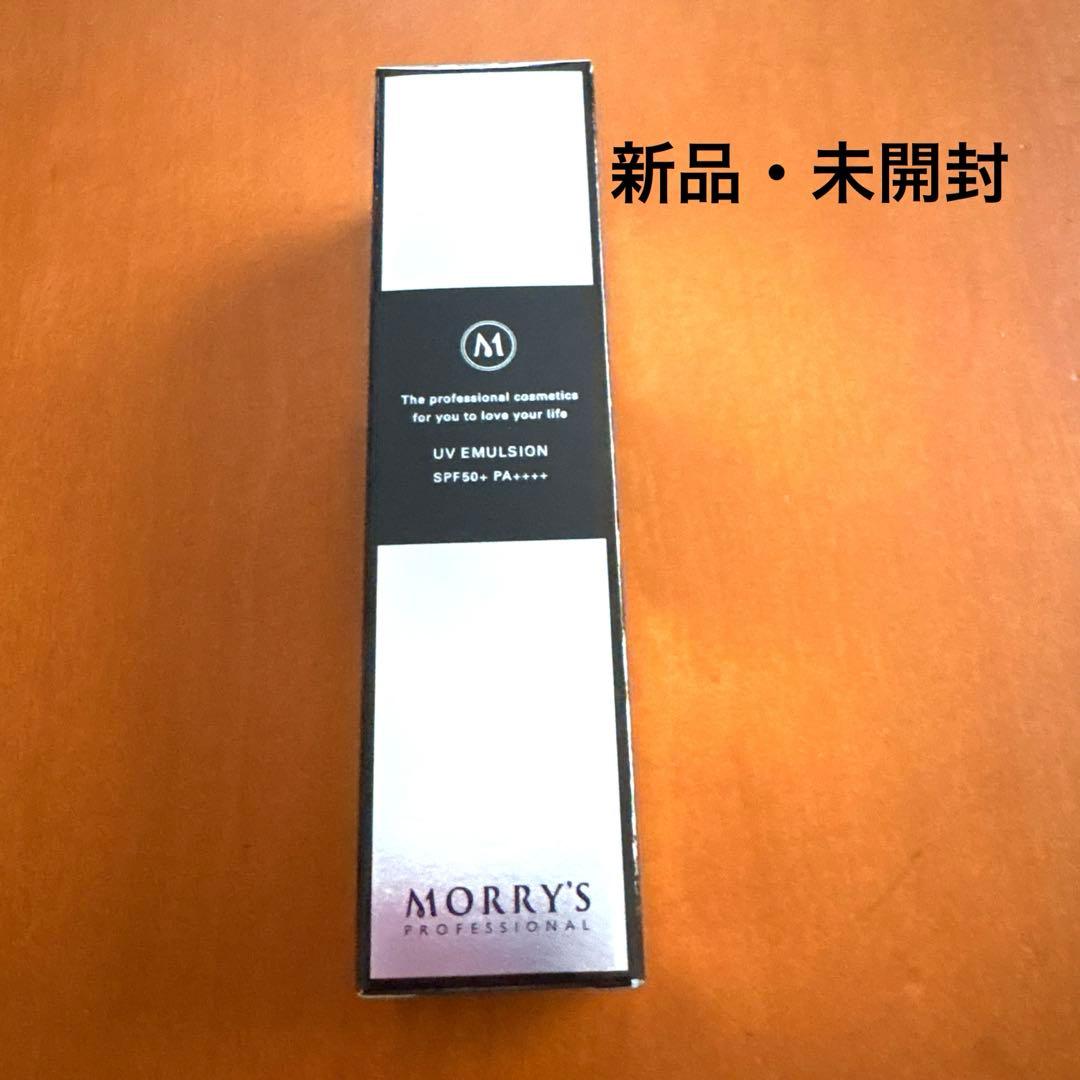 新品・未開封
M
The professional cosmetics
for you to love your life
UV EMULSION
SPF50+ PA++++
MORRY'S
PROFESSIONAL